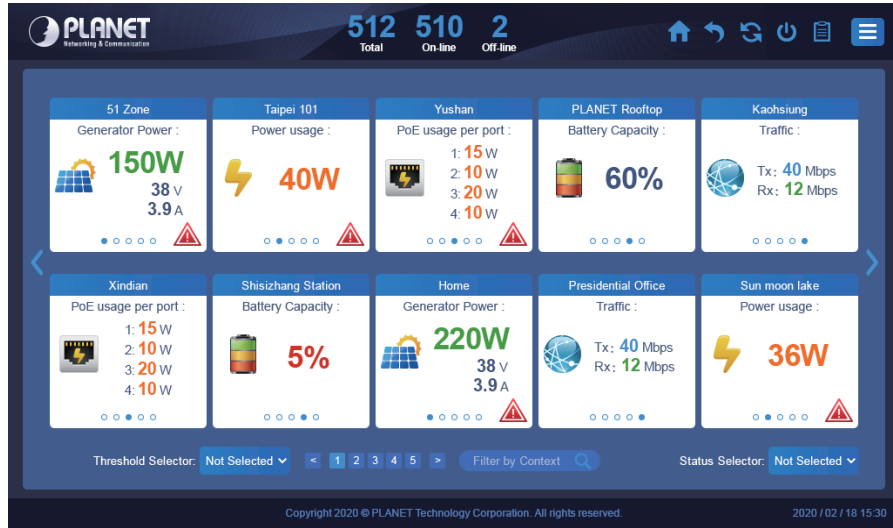 PLANET
Networking & Communication
512 510 2
Total On-line Off-line
51 Zone
Generator Power :
150W
38 V
3.9 A
Taipei 101
Power usage :
40W
Yushan
PoE usage per port :
1: 15 W
2: 10 W
3: 20 W
4: 10 W
PLANET Rooftop
Battery Capacity :
60%
Kaohsiung
Traffic :
Tx: 40 Mbps
Rx: 12 Mbps
Xindian
PoE usage per port :
1: 15 W
2: 10 W
3: 20 W
4: 10 W
Shisizhang Station
Battery Capacity :
5%
Home
Generator Power :
220W
38 V
3.9 A
Presidential Office
Traffic :
Tx: 40 Mbps
Rx: 12 Mbps
Sun moon lake
Power usage :
36W
Threshold Selector: Not Selected < 1 2 3 4 5 > Filter by Context Status Selector: Not Selected
Copyright 2020 © PLANET Technology Corporation. All rights reserved. 2020 / 02 / 18 15:30